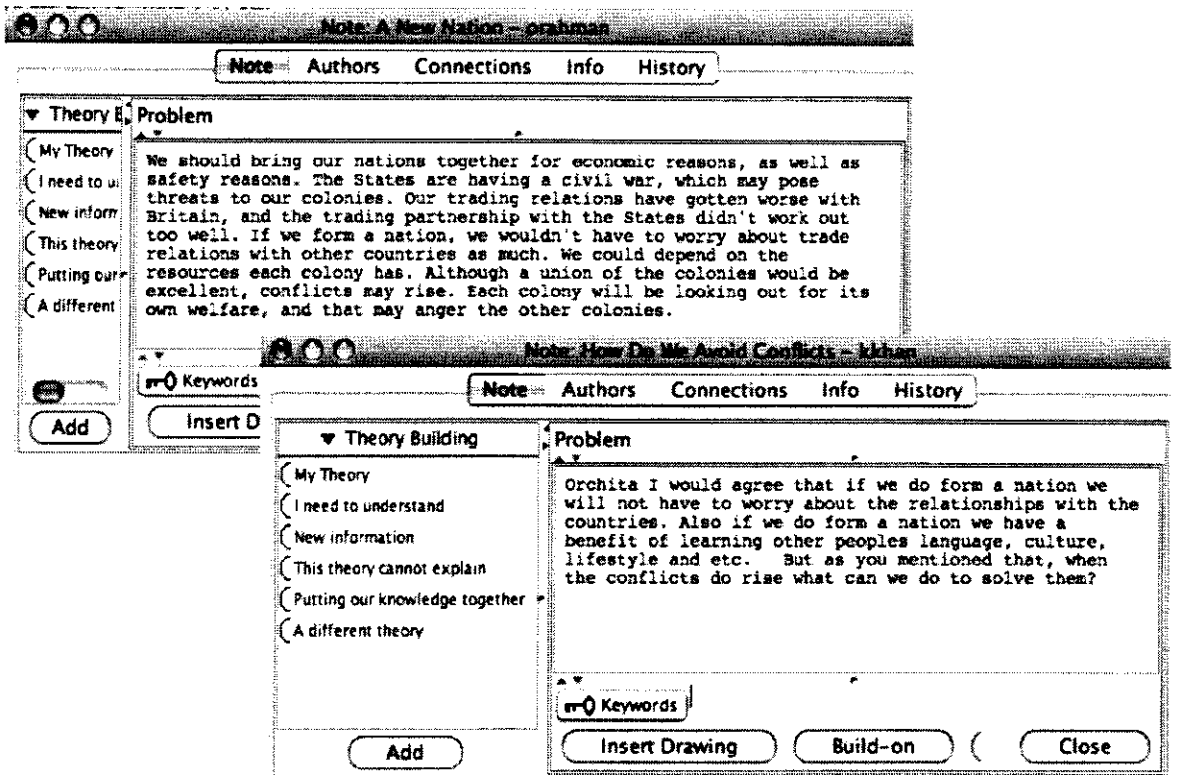 Note: A New Nation – orahman
Note Authors Connections Info History
▼ Theory B
My Theory
I need to u
New inform
This theory
Putting our
A different
Add
Problem
We should bring our nations together for economic reasons, as well as
safety reasons. The States are having a civil war, which may pose
threats to our colonies. Our trading relations have gotten worse with
Britain, and the trading partnership with the States didn't work out
too well. If we form a nation, we wouldn't have to worry about trade
relations with other countries as much. We could depend on the
resources each colony has. Although a union of the colonies would be
excellent, conflicts may rise. Each colony will be looking out for its
own welfare, and that may anger the other colonies.
Keywords
Insert D
Note: How Do We Avoid Conflicts –
Note Authors Connections Info History
▼ Theory Building
My Theory
I need to understand
New information
This theory cannot explain
Putting our knowledge together
A different theory
Add
Problem
Orchita I would agree that if we do form a nation we
will not have to worry about the relationships with the
countries. Also if we do form a nation we have a
benefit of learning other peoples language, culture,
lifestyle and etc. But as you mentioned that, when
the conflicts do rise what can we do to solve them?
Keywords
Insert Drawing Build-on Close